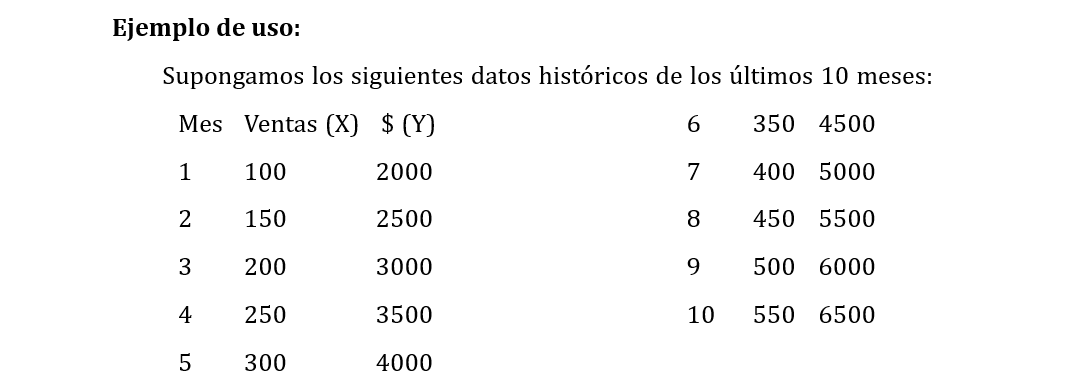 Ejemplo de uso:
Supongamos los siguientes datos históricos de los últimos 10 meses:
Mes Ventas (X) $ (Y)
1 100 2000
2 150 2500
3 200 3000
4 250 3500
5 300 4000
6 350 4500
7 400 5000
8 450 5500
9 500 6000
10 550 6500